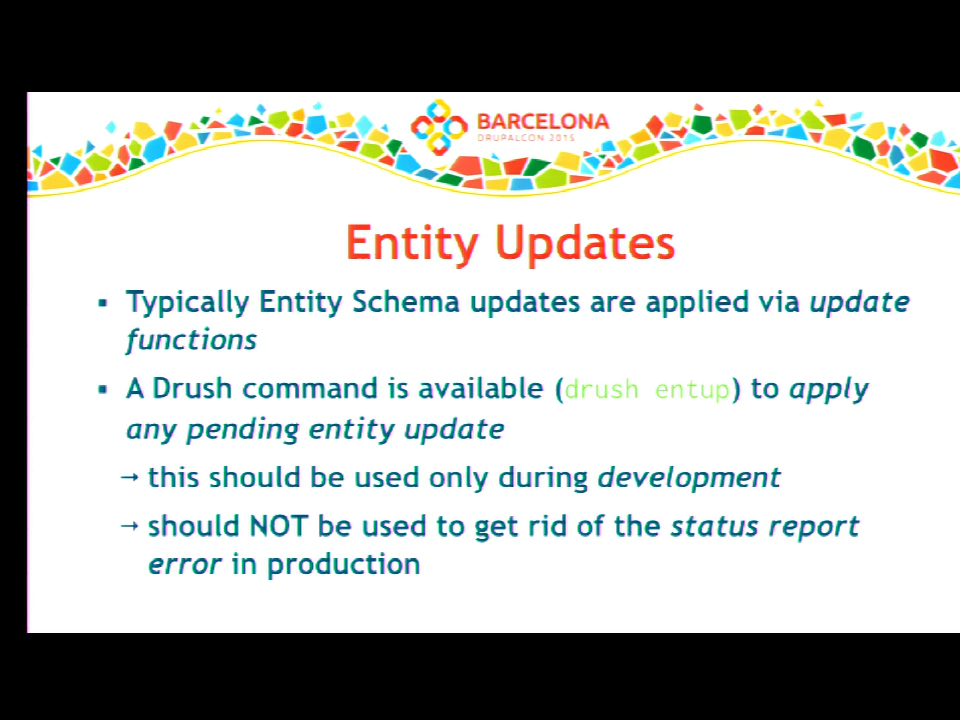 BARCELONA
DRUPALCON 2015
Entity Updates
▪ Typically Entity Schema updates are applied via update
functions
▪ A Drush command is available (drush entup) to apply
any pending entity update
→ this should be used only during development
→ should NOT be used to get rid of the status report
error in production